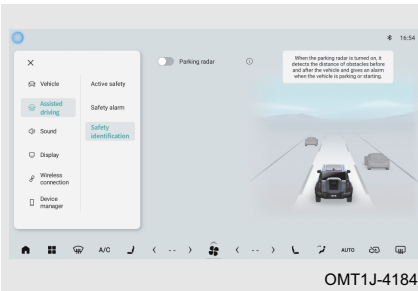 16:54
Parking radar
When the parking radar is turned on, it
detects the distance of obstacles before
and after the vehicle and gives an alarm
when the vehicle is parking or starting.
Vehicle
Active safety
Assisted
driving
Safety alarm
Sound
Safety
identification
Display
Wireless
connection
Device
manager
A/C
< -- >
< -- >
AUTO
OMT1J-4184